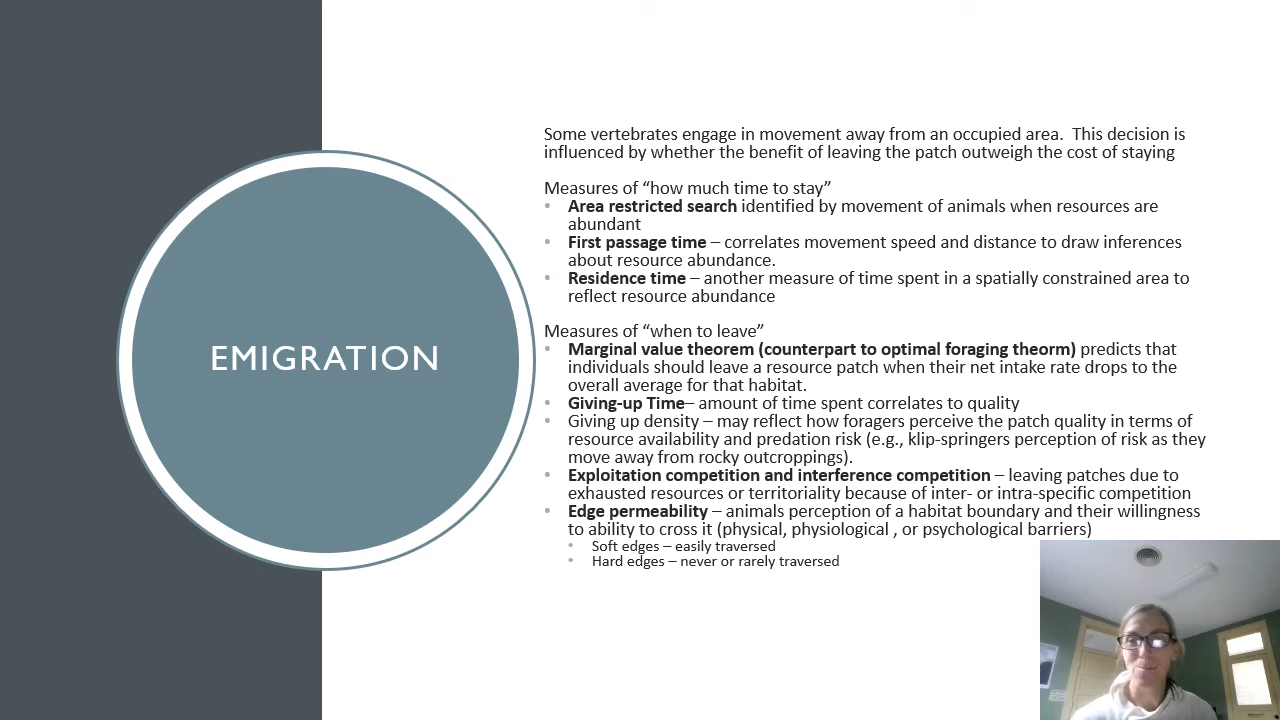 EMIGRATION
Some vertebrates engage in movement away from an occupied area.  This decision is
influenced by whether the benefit of leaving the patch outweigh the cost of staying
Measures of “how much time to stay”
• Area restricted search identified by movement of animals when resources are
abundant
• First passage time – correlates movement speed and distance to draw inferences
about resource abundance.
• Residence time – another measure of time spent in a spatially constrained area to
reflect resource abundance
Measures of “when to leave”
• Marginal value theorem (counterpart to optimal foraging theorm) predicts that
individuals should leave a resource patch when their net intake rate drops to the
overall average for that habitat.
• Giving-up Time– amount of time spent correlates to quality
• Giving up density – may reflect how foragers perceive the patch quality in terms of
resource availability and predation risk (e.g., klip-springers perception of risk as they
move away from rocky outcroppings).
• Exploitation competition and interference competition – leaving patches due to
exhausted resources or territoriality because of inter- or intra-specific competition
• Edge permeability – animals perception of a habitat boundary and their willingness
to ability to cross it (physical, physiological , or psychological barriers)
• Soft edges – easily traversed
• Hard edges – never or rarely traversed